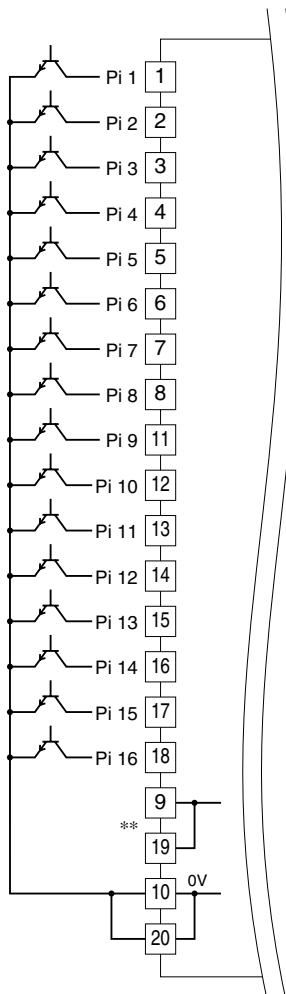 Pi 1 1
Pi 2 2
Pi 3 3
Pi 4 4
Pi 5 5
Pi 6 6
Pi 7 7
Pi 8 8
Pi 9 11
Pi 10 12
Pi 11 13
Pi 12 14
Pi 13 15
Pi 14 16
Pi 15 17
Pi 16 18
9
**
19
10 0V
20